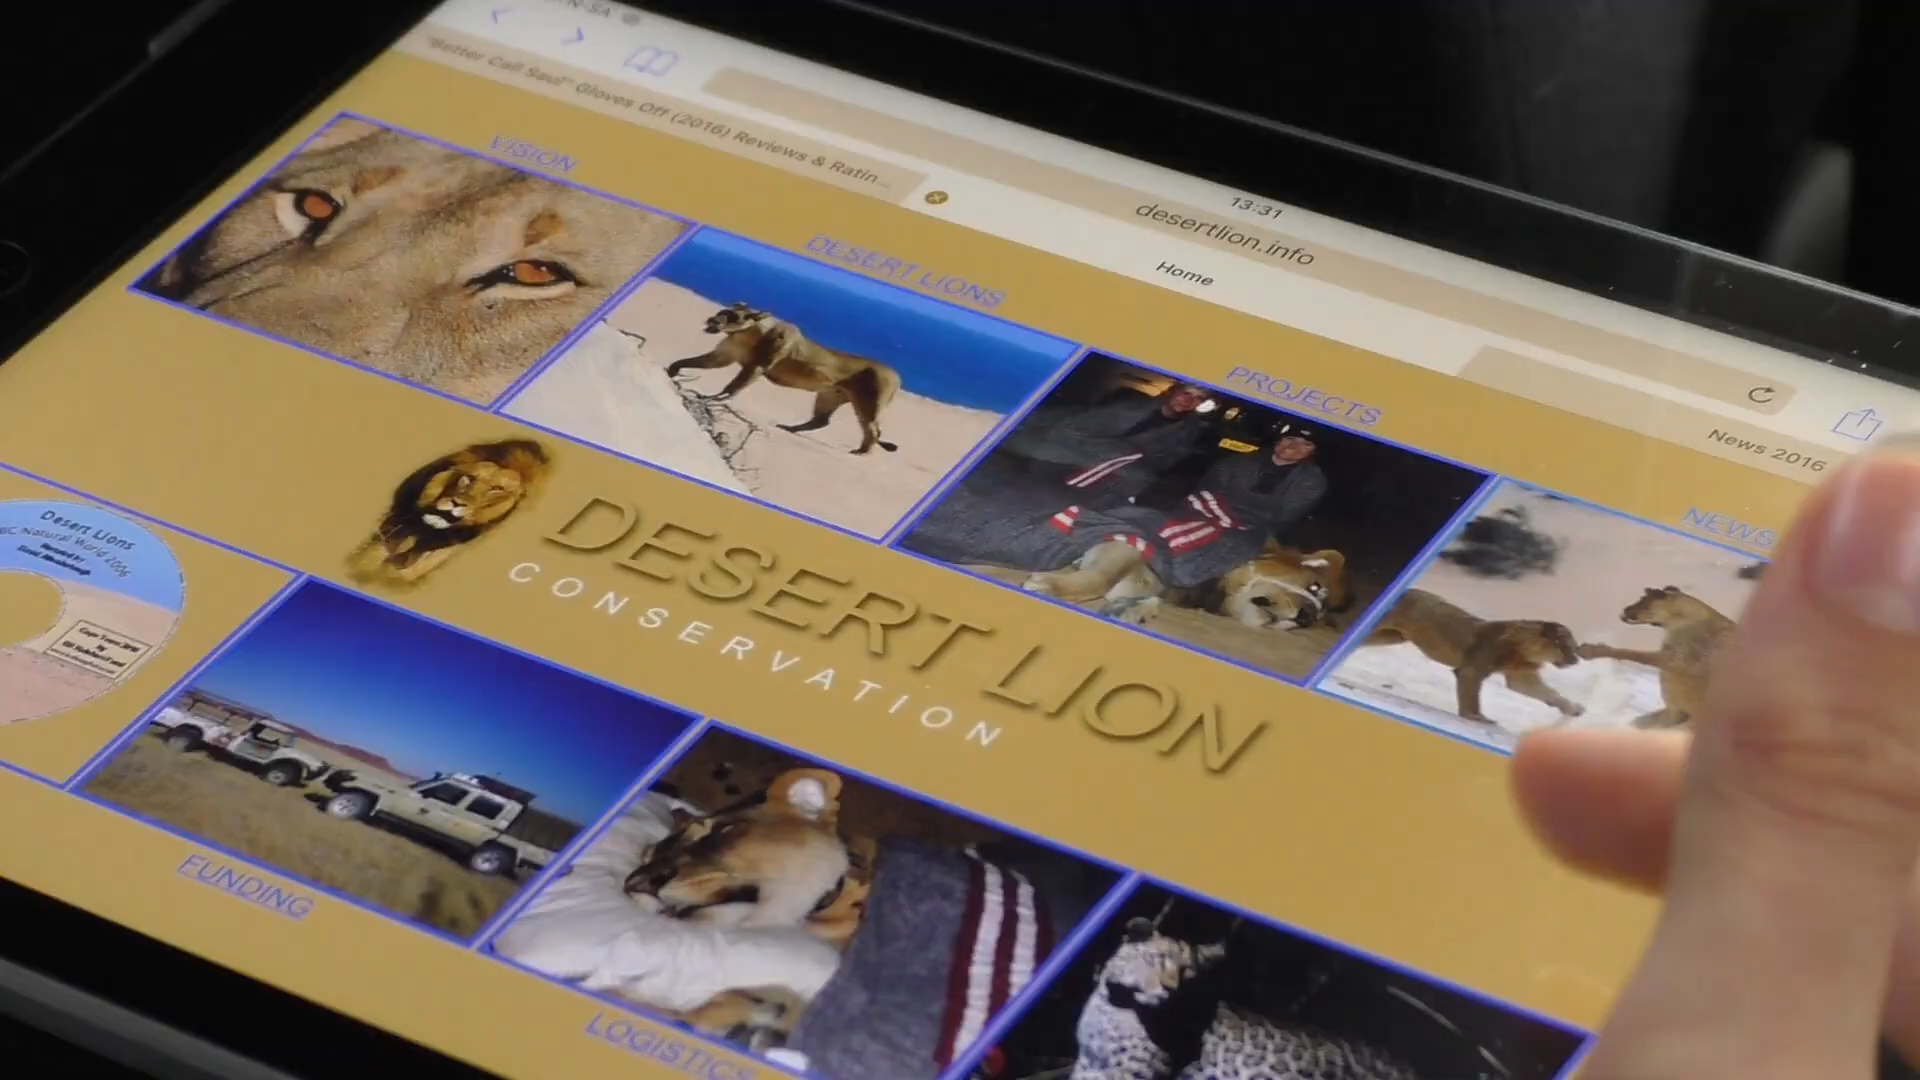 13:31
desertlion.info
"Better Call Saul" Gloves Off (2016) Reviews & Ratin...
Home
News 2016
VISION
DESERT LIONS
PROJECTS
NEWS
DESERT LION
CONSERVATION
Desert Lions
Natural World 2006
FUNDING
LOGISTICS